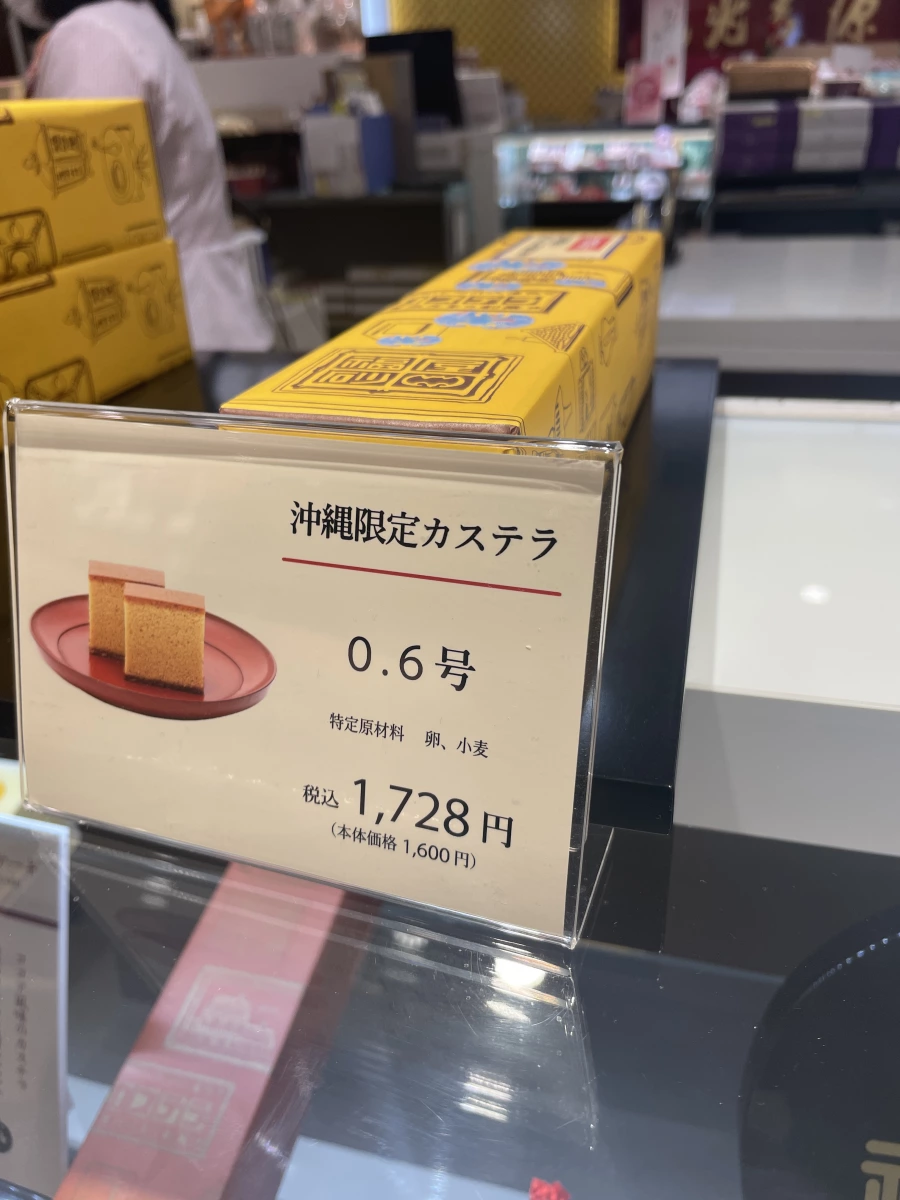 沖縄限定カステラ
0.6号
特定原材料　卵、小麦
税込 1,728円
（本体価格 1,600円）